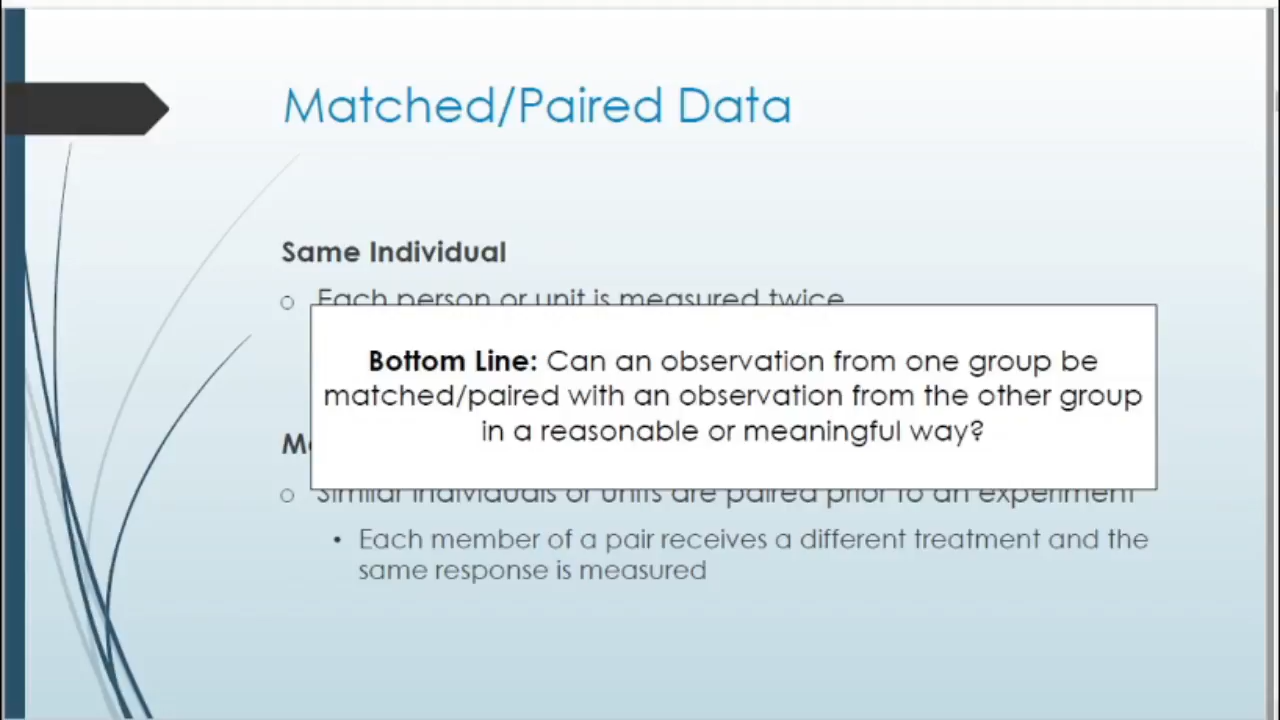 Matched/Paired Data
Same Individual
Each person or unit is measured twice
Bottom Line: Can an observation from one group be
matched/paired with an observation from the other group
in a reasonable or meaningful way?
Similar individuals or units are paired prior to an experiment
• Each member of a pair receives a different treatment and the
same response is measured